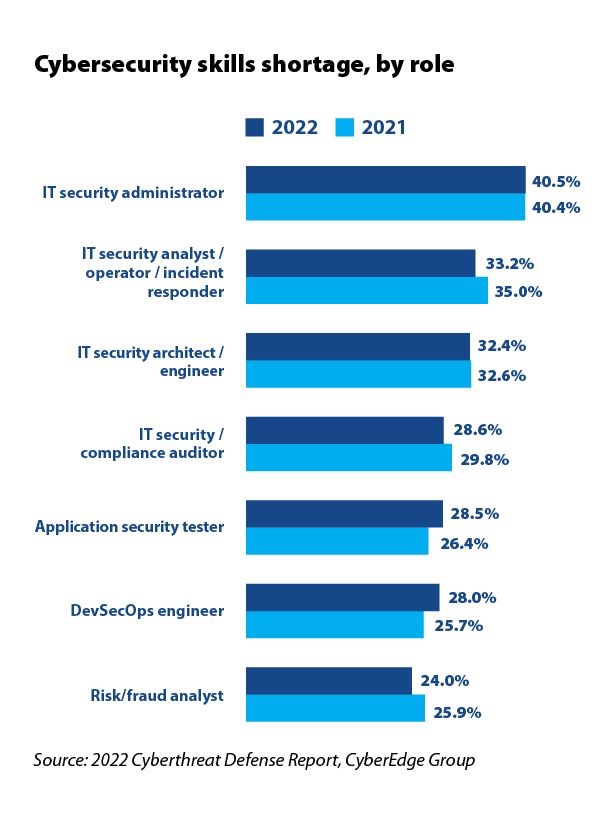 Cybersecurity skills shortage, by role
2022 2021
IT security administrator
40.5%
40.4%
IT security analyst /
operator / incident
responder
33.2%
35.0%
IT security architect /
engineer
32.4%
32.6%
IT security /
compliance auditor
28.6%
29.8%
Application security tester
28.5%
26.4%
DevSecOps engineer
28.0%
25.7%
Risk/fraud analyst
24.0%
25.9%
Source: 2022 Cyberthreat Defense Report, CyberEdge Group